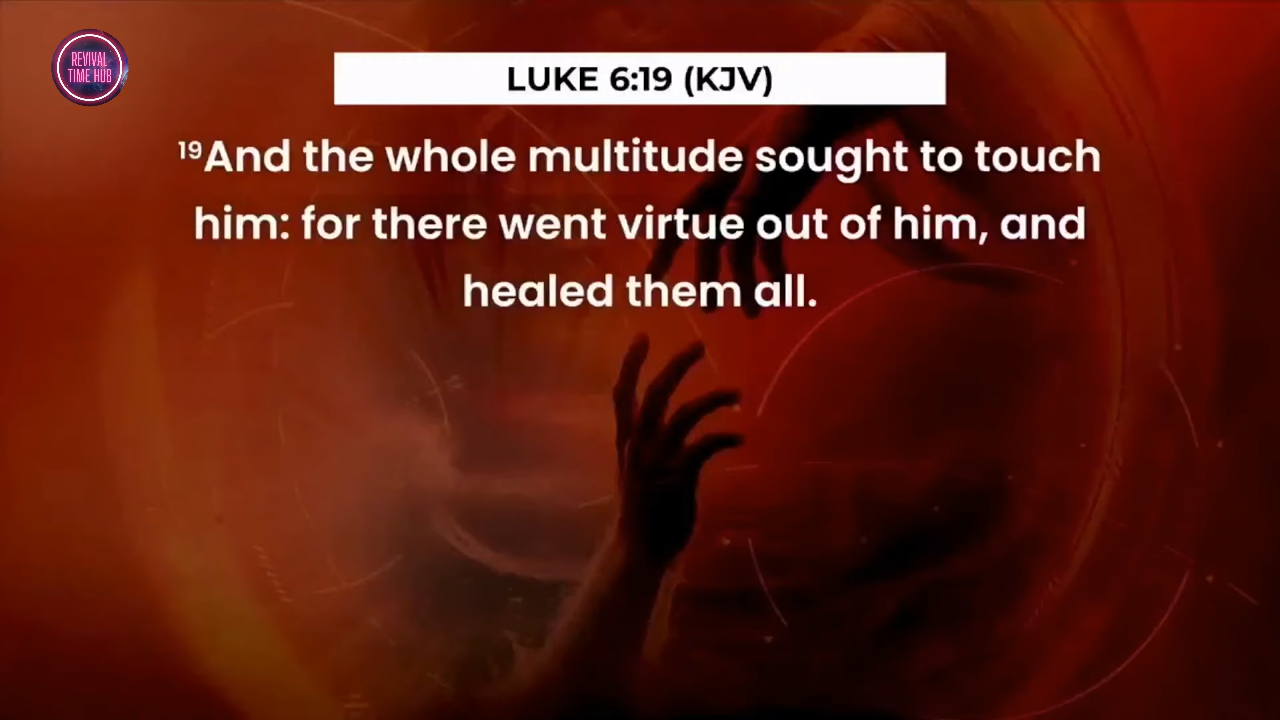 REVIVAL
TIME HUB
LUKE 6:19 (KJV)
¹⁹And the whole multitude sought to touch
him: for there went virtue out of him, and
healed them all.